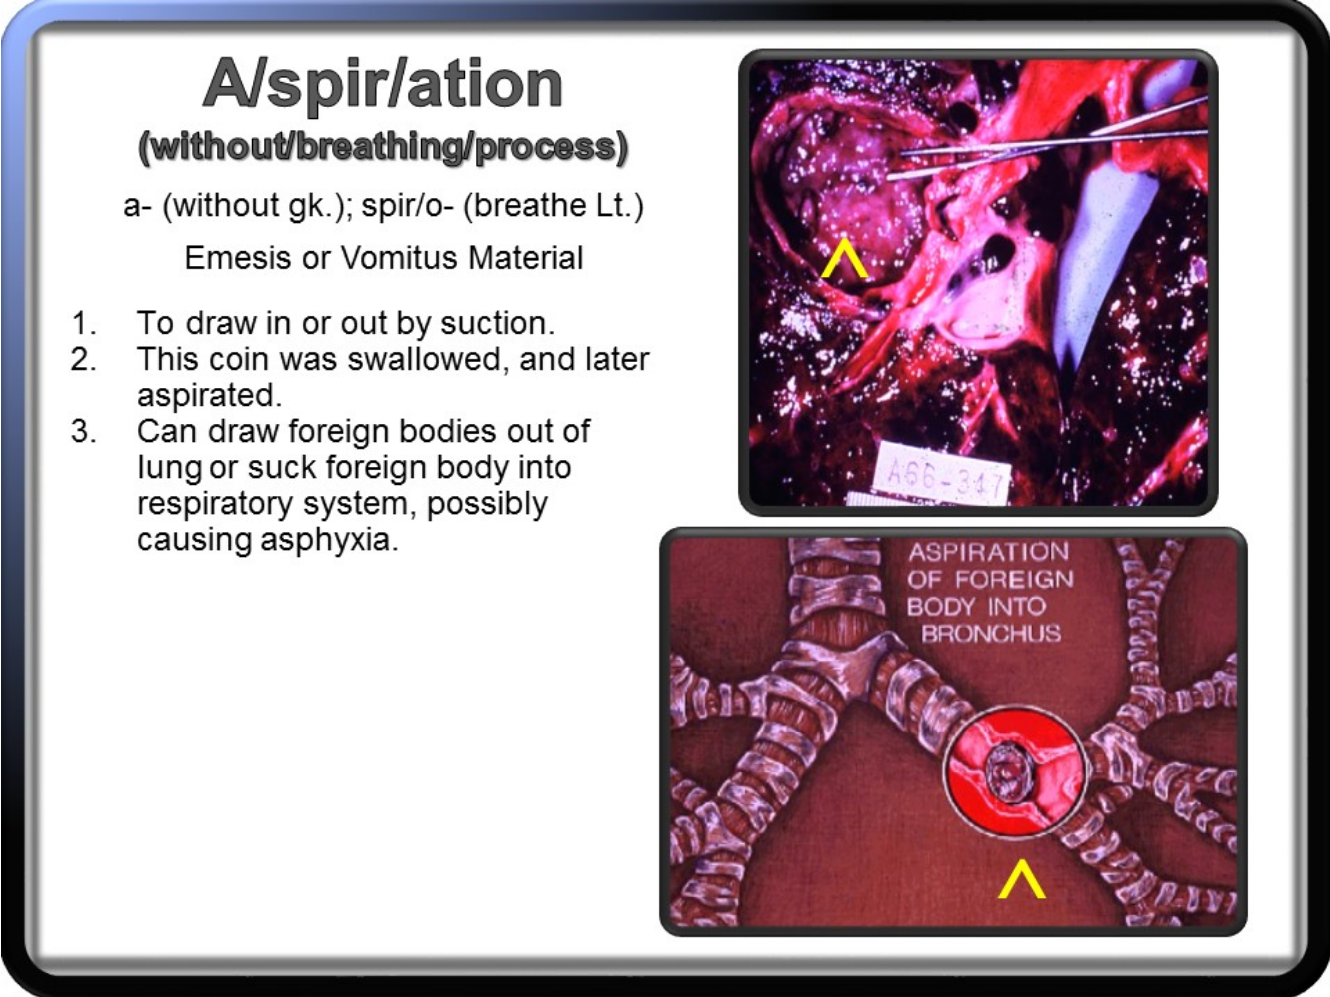 A/spir/ation
(without/breathing/process)
a- (without gk.); spir/o- (breathe Lt.)
Emesis or Vomitus Material
1. To draw in or out by suction.
2. This coin was swallowed, and later
aspirated.
3. Can draw foreign bodies out of
lung or suck foreign body into
respiratory system, possibly
causing asphyxia.
A66-347
ASPIRATION
OF FOREIGN
BODY INTO
BRONCHUS